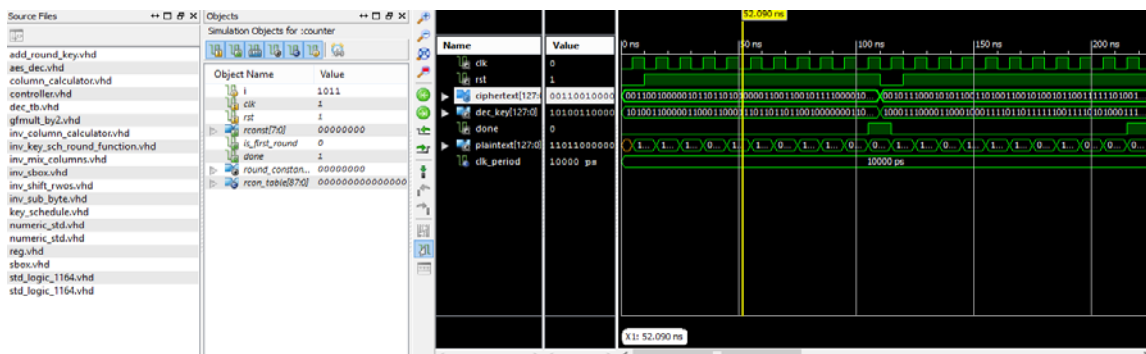 Source Files
add_round_key.vhd
aes_dec.vhd
column_calculator.vhd
controller.vhd
dec_tb.vhd
gfmult_by2.vhd
inv_column_calculator.vhd
inv_key_sch_round_function.vhd
inv_mix_columns.vhd
inv_sbox.vhd
inv_shift_rwos.vhd
inv_sub_byte.vhd
key_schedule.vhd
numeric_std.vhd
numeric_std.vhd
reg.vhd
sbox.vhd
std_logic_1164.vhd
std_logic_1164.vhd
Objects
Simulation Objects for :counter
Object Name Value
i 1011
clk 1
rst 1
rconst[7:0] 00000000
is_first_round 0
done 1
round_constan... 00000000
rcon_table[87:0] 000000000000000
52.090 ns
Name Value
0 ns 50 ns 100 ns 150 ns 200 ns
clk 0
rst 1
ciphertext[127: 00110010000
dec_key[127:0] 10100110000
done 0
plaintext[127:0] 11011000000
clk_period 10000 ps
10000 ps
X1: 52.090 ns